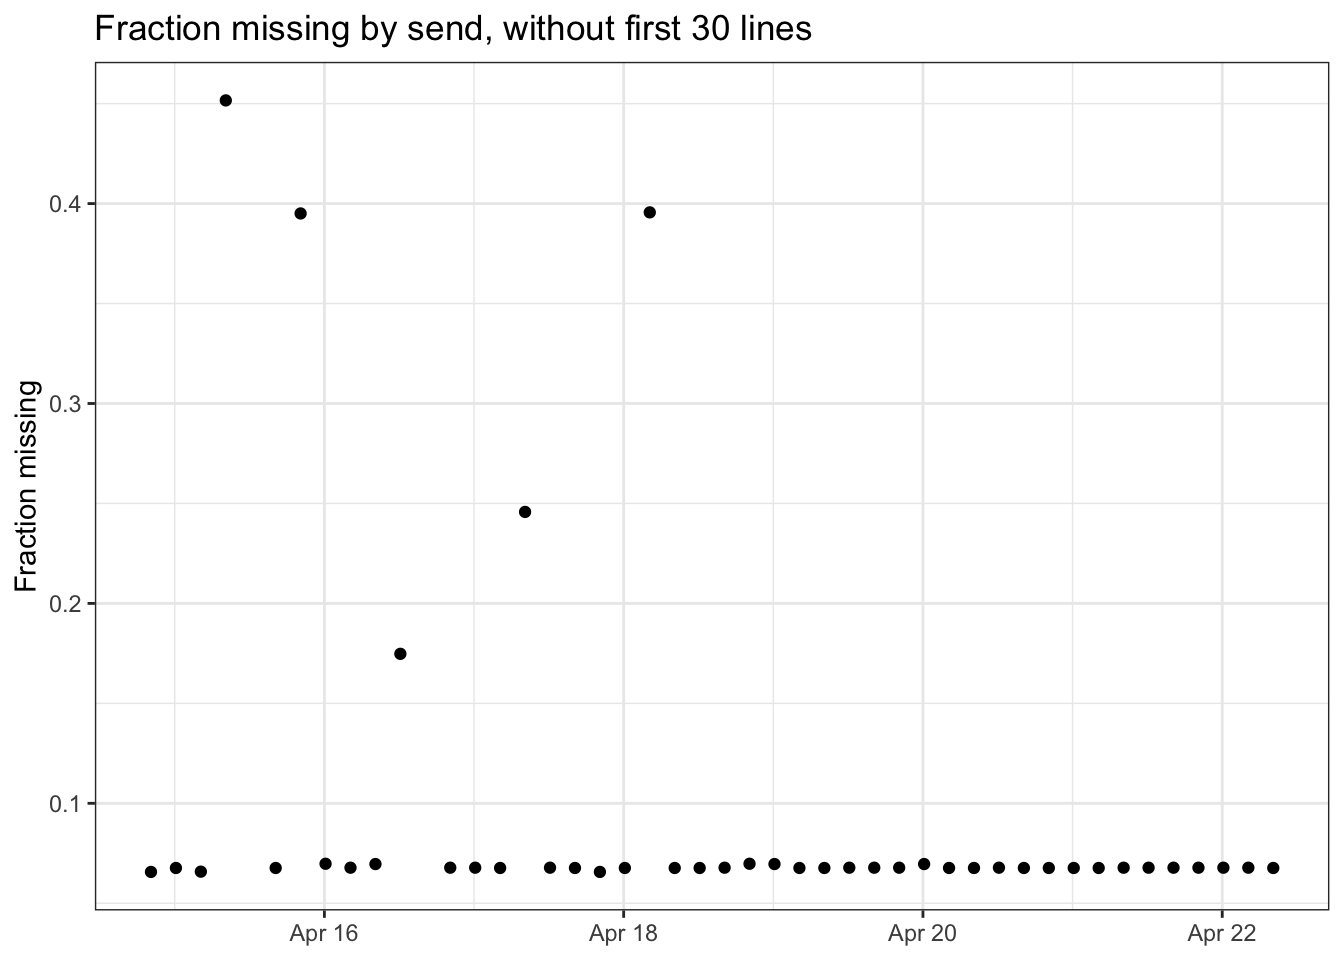 Fraction missing by send, without first 30 lines
Fraction missing
0.4
0.3
0.2
0.1
Apr 16
Apr 18
Apr 20
Apr 22